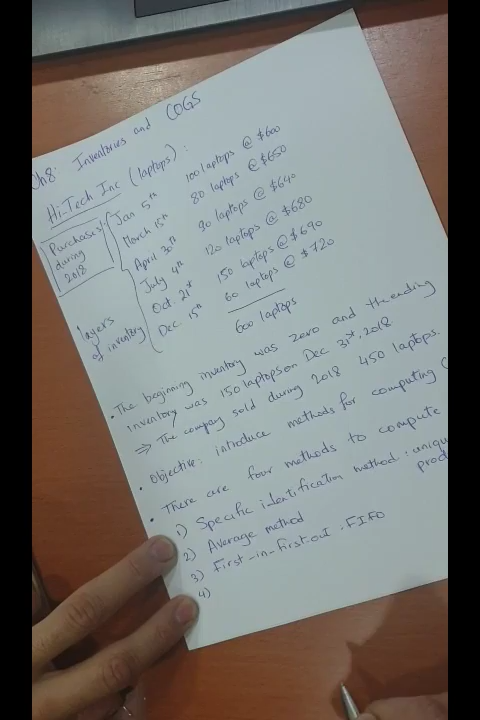 Ch8: Inventories and COGS
Hi-Tech Inc (laptops):
Purchases during 2018
Jan 5th 100 laptops @ $600
March 15th 80 laptops @ $650
April 30th 90 laptops @ $640
July 4th 120 laptops @ $680
Oct. 21st 150 laptops @ $690
Dec 15th 60 laptops @ $720
600 laptops
layers of inventory
• The beginning inventory was zero and the ending
inventory was 150 laptops on Dec 31st, 2018.
⇒ The company sold during 2018 450 laptops.
• Objective: introduce methods for computing
• There are four methods to compute
1) Specific identification method: uniqu
prod
2) Average method
3) First-in-first-out. FIFO
4)